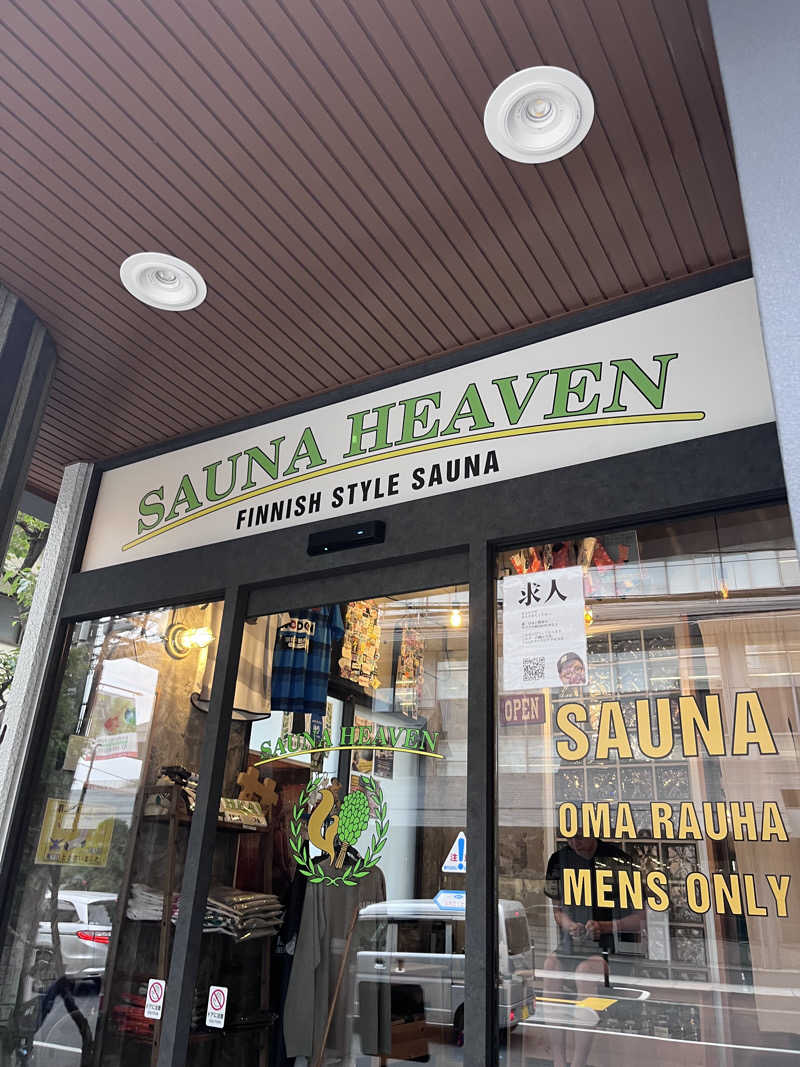 SAUNA HEAVEN
FINNISH STYLE SAUNA
求人
OPEN
SAUNA HEAVEN
SAUNA
OMA RAUHA
MENS ONLY